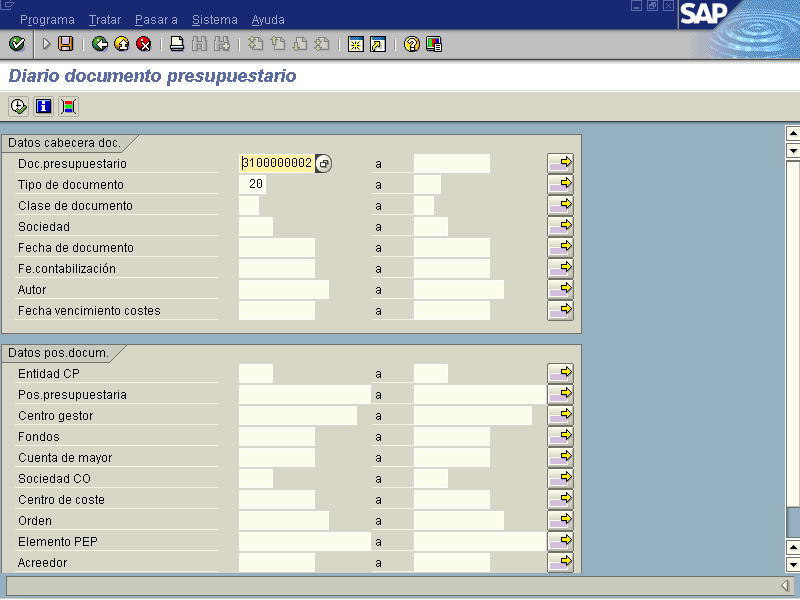 Programa Tratar Pasar a Sistema Ayuda
SAP
Diario documento presupuestario
Datos cabecera doc.
Doc.presupuestario 3100000002 a
Tipo de documento 20 a
Clase de documento a
Sociedad a
Fecha de documento a
Fe.contabilización a
Autor a
Fecha vencimiento costes a
Datos pos.docum.
Entidad CP a
Pos.presupuestaria a
Centro gestor a
Fondos a
Cuenta de mayor a
Sociedad CO a
Centro de coste a
Orden a
Elemento PEP a
Acreedor a